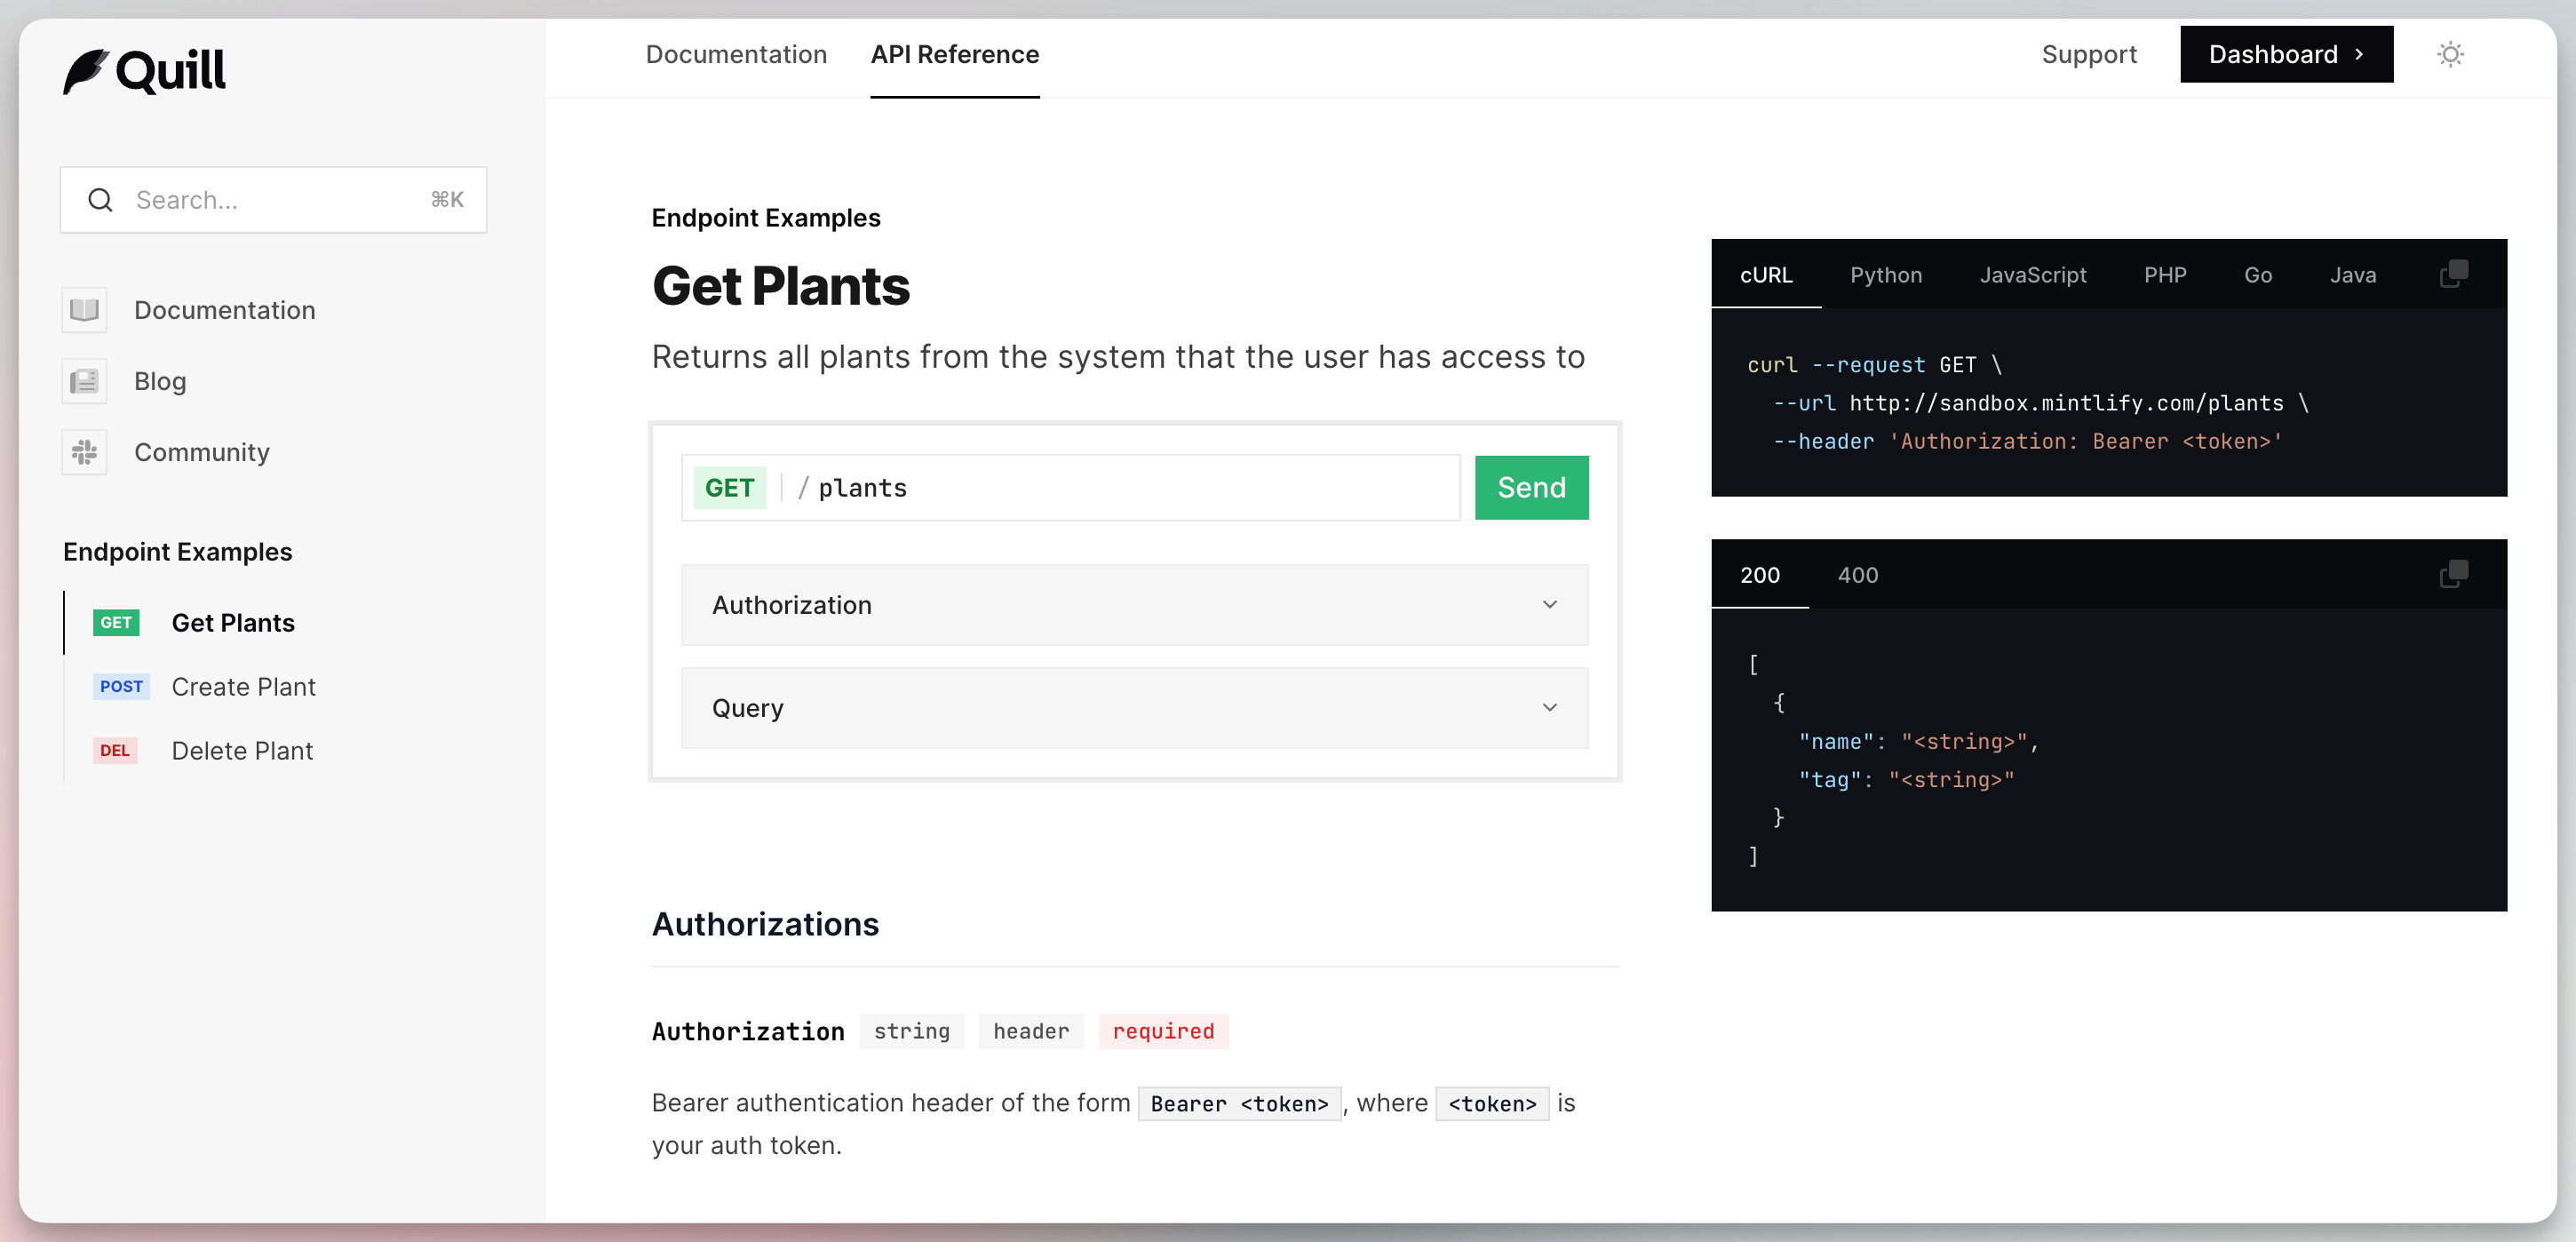 Quill
Documentation
API Reference
Support
Dashboard
Search...
⌘K
Documentation
Blog
Community
Endpoint Examples
GET Get Plants
POST Create Plant
DEL Delete Plant
Endpoint Examples
Get Plants
Returns all plants from the system that the user has access to
GET / plants
Send
Authorization
Query
Authorizations
Authorization string header required
Bearer authentication header of the form Bearer <token>, where <token> is
your auth token.
cURL Python JavaScript PHP Go Java
curl --request GET \
  --url http://sandbox.mintlify.com/plants \
  --header 'Authorization: Bearer <token>'
200 400
[
  {
    "name": "<string>",
    "tag": "<string>"
  }
]